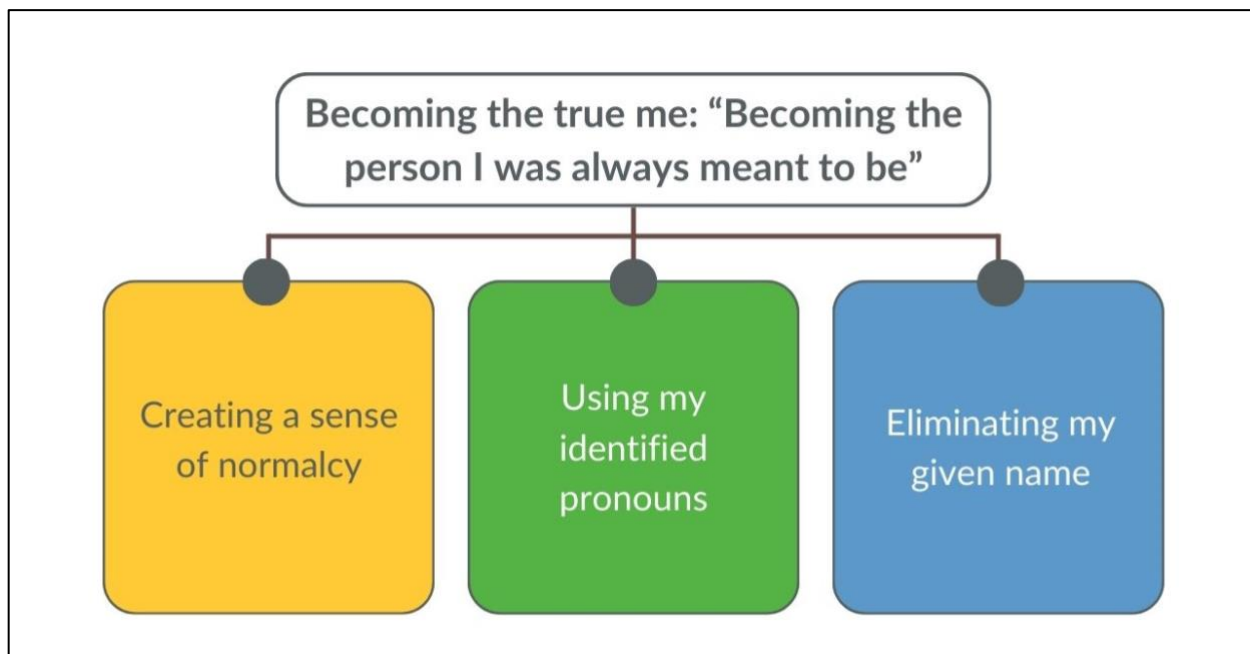 Becoming the true me: “Becoming the
person I was always meant to be”
Creating a sense
of normalcy
Using my
identified
pronouns
Eliminating my
given name